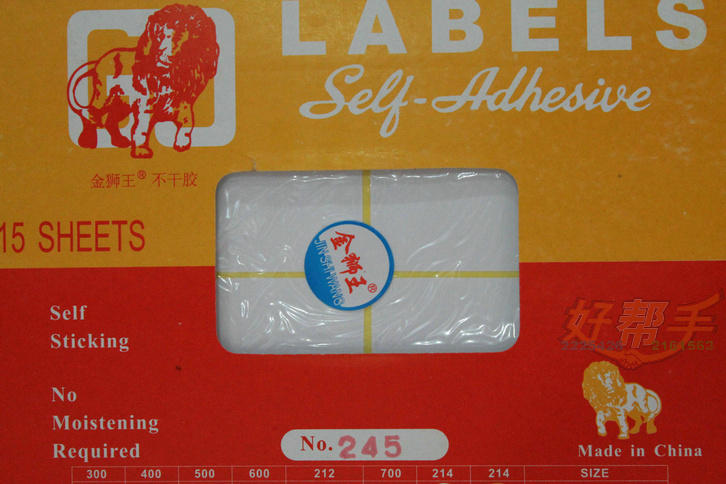 LABELS
Self-Adhesive
金狮王® 不干胶
15 SHEETS
金狮王®
JIN SAI WANG
Self
Sticking
好帮手
2161563
No
Moistening
Required
No. 245
Made in China
300 400 500 600 212 700 214 214 SIZE